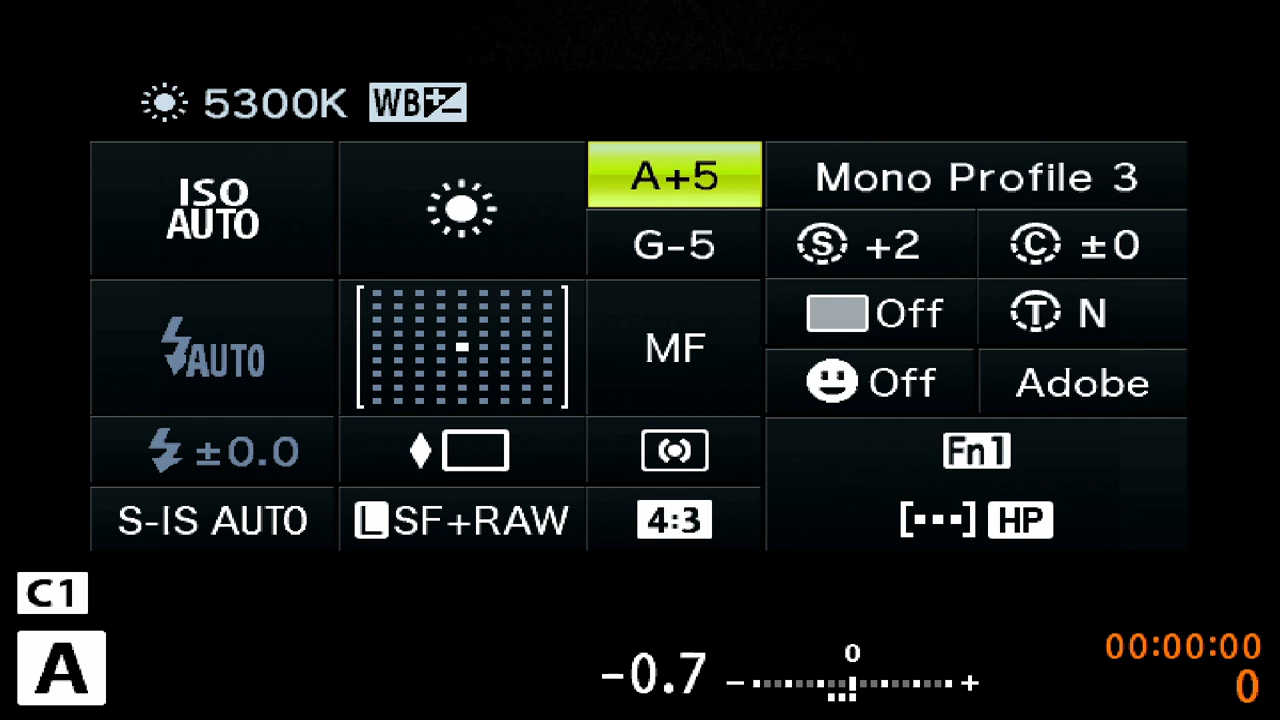 5300K WB+-
ISO AUTO
A+5
Mono Profile 3
G-5
S +2
C ±0
AUTO
MF
Off
T N
Off
Adobe
±0.0
Fn1
S-IS AUTO
L SF+RAW
4:3
[···] HP
C1
A
-0.7
- 0 +
00:00:00
0